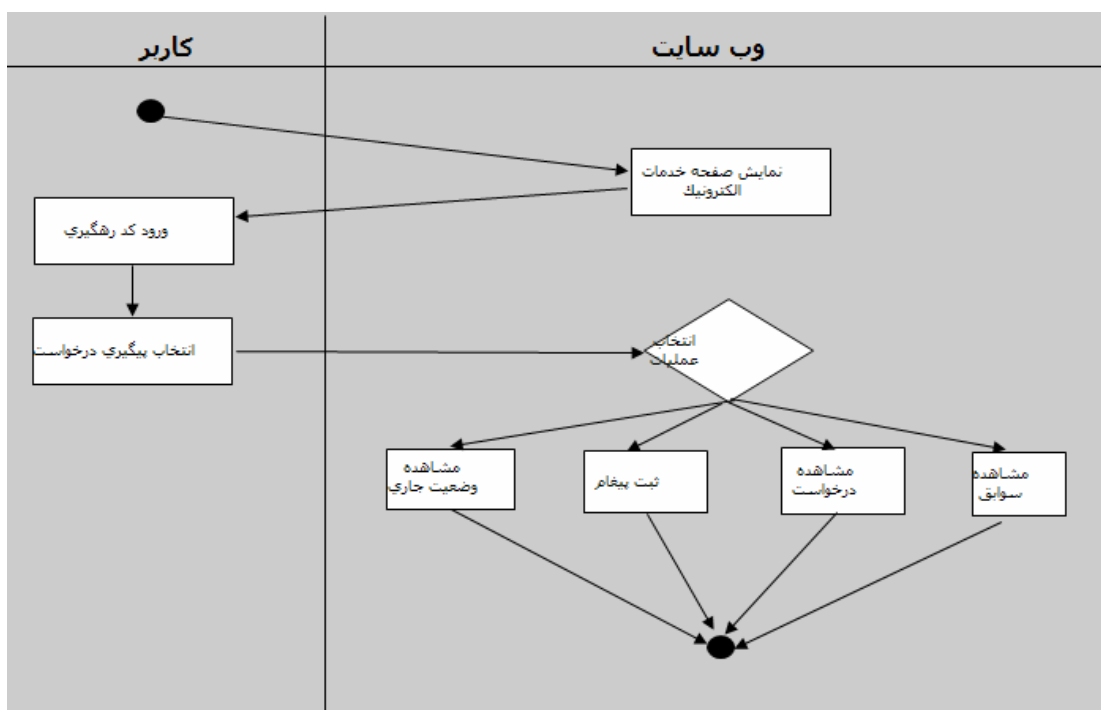 کاربر
وب سایت
نمایش صفحه خدمات
الکترونیك
ورود کد رهگیري
انتخاب پیگیري درخواست
انتخاب
عملیات
مشاهده
وضعیت جاري
ثبت پیغام
مشاهده
درخواست
مشاهده
سوابق